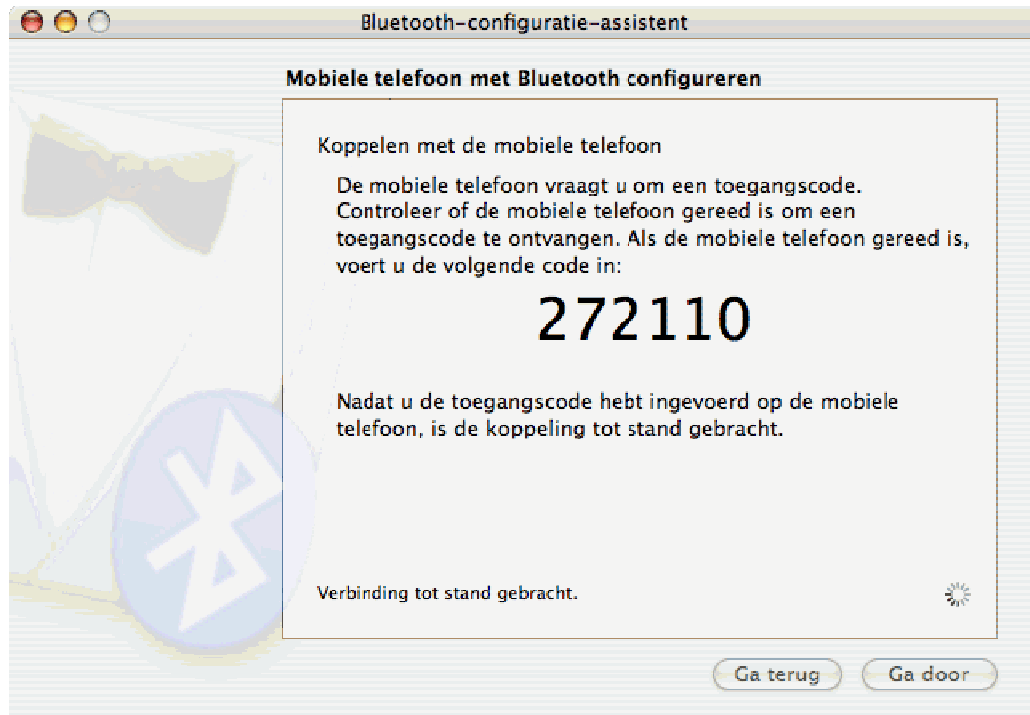 Bluetooth-configuratie-assistent
Mobiele telefoon met Bluetooth configureren
Koppelen met de mobiele telefoon
De mobiele telefoon vraagt u om een toegangscode.
Controleer of de mobiele telefoon gereed is om een
toegangscode te ontvangen. Als de mobiele telefoon gereed is,
voert u de volgende code in:
272110
Nadat u de toegangscode hebt ingevoerd op de mobiele
telefoon, is de koppeling tot stand gebracht.
Verbinding tot stand gebracht.
Ga terug
Ga door